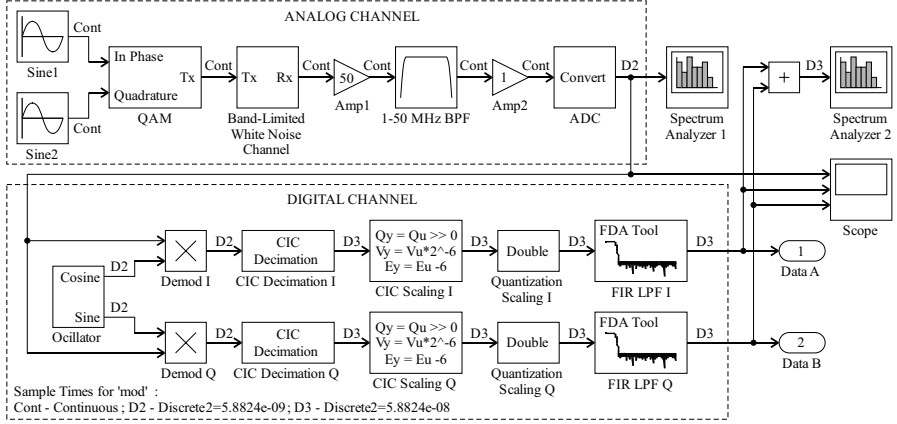 ANALOG CHANNEL
Sine1
Cont
Sine2
Cont
In Phase
Tx
Quadrature
QAM
Cont
Tx Rx
Band-Limited
White Noise
Channel
Cont
50
Amp1
Cont
1-50 MHz BPF
Cont
1
Amp2
Cont
Convert
ADC
D2
Spectrum
Analyzer 1
+
D3
Spectrum
Analyzer 2
Scope
DIGITAL CHANNEL
Cosine
Sine
Ocillator
D2
D2
Demod I
D2
CIC
Decimation
CIC Decimation I
D3
Qy = Qu >> 0
Vy = Vu*2^-6
Ey = Eu -6
CIC Scaling I
D3
Double
Quantization
Scaling I
D3
FDA Tool
FIR LPF I
D3
1
Data A
Demod Q
D2
CIC
Decimation
CIC Decimation Q
D3
Qy = Qu >> 0
Vy = Vu*2^-6
Ey = Eu -6
CIC Scaling Q
D3
Double
Quantization
Scaling Q
D3
FDA Tool
FIR LPF Q
D3
2
Data B
Sample Times for 'mod' :
Cont - Continuous ; D2 - Discrete2=5.8824e-09 ; D3 - Discrete2=5.8824e-08